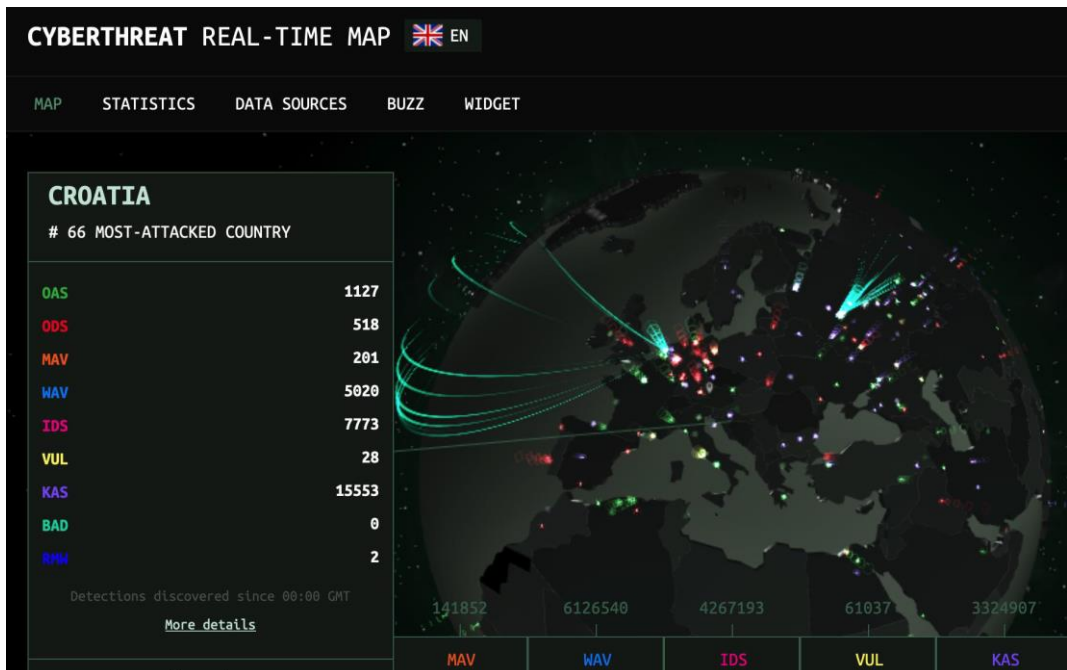 CYBERTHREAT REAL-TIME MAP EN
MAP STATISTICS DATA SOURCES BUZZ WIDGET
CROATIA
# 66 MOST-ATTACKED COUNTRY
OAS 1127
ODS 518
MAV 201
WAV 5020
IDS 7773
VUL 28
KAS 15553
BAD 0
RMW 2
Detections discovered since 00:00 GMT
More details
141852 6126540 4267193 61037 3324907
MAV WAV IDS VUL KAS